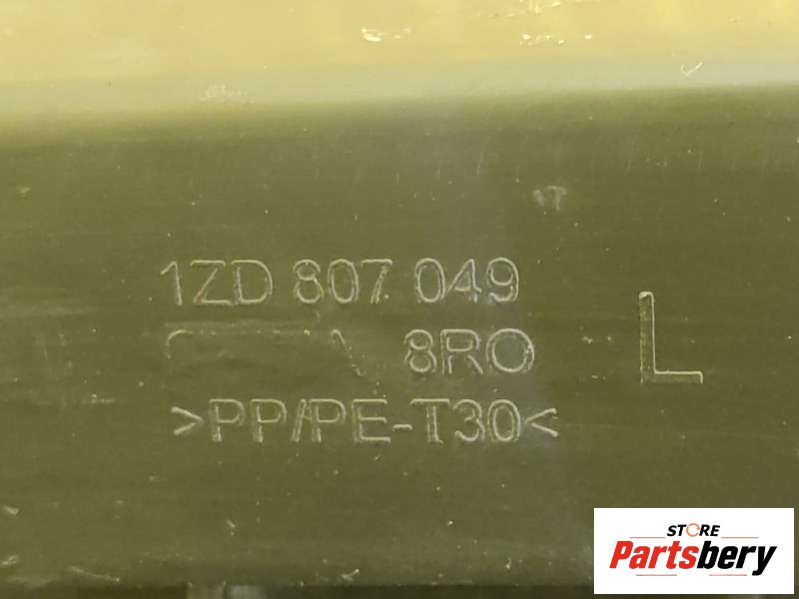 1ZD 807 049
8RO
L
>PP/PE-T30<
STORE
Partsbery